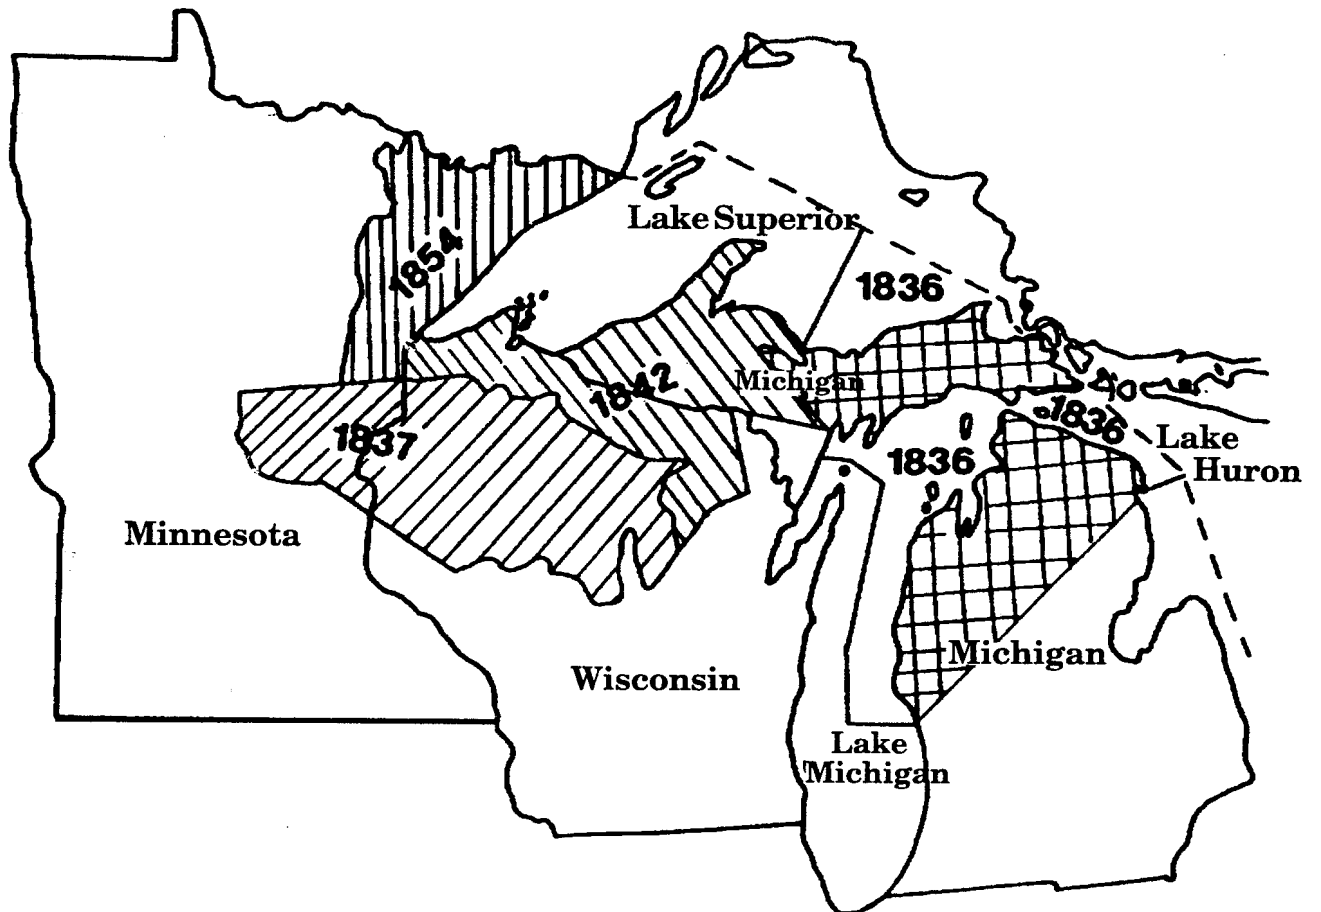 Lake Superior
1854
1836
Michigan
1842
1836
1837
1836
Lake
Huron
Minnesota
Michigan
Wisconsin
Lake
Michigan